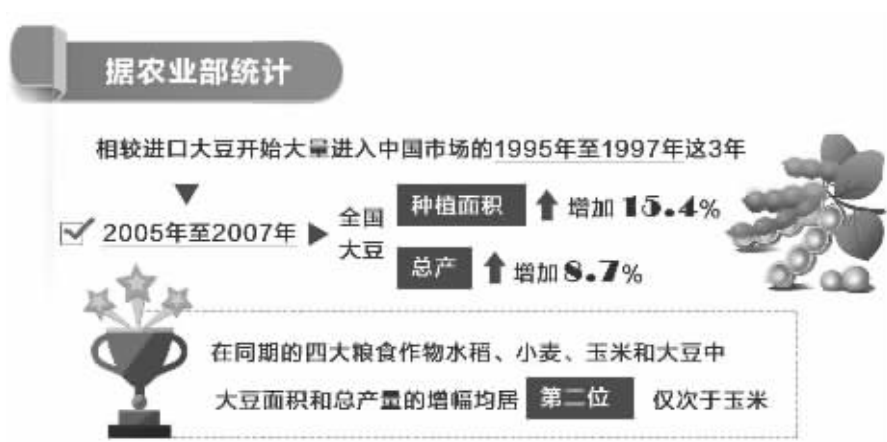 据农业部统计
相较进口大豆开始大量进入中国市场的1995年至1997年这3年
2005年至2007年
全国
大豆
种植面积 增加 15.4%
总产 增加 8.7%
在同期的四大粮食作物水稻、小麦、玉米和大豆中
大豆面积和总产量的增幅均居 第二位 仅次于玉米